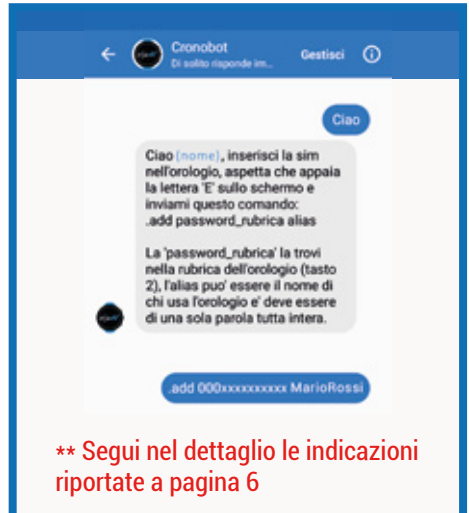 Cronobot
Di solito risponde im...
Gestisci
Ciao
Ciao {nome}, inserisci la sim
nell'orologio, aspetta che appaia
la lettera 'E' sullo schermo e
inviami questo comando:
.add password_rubrica alias
La 'password_rubrica' la trovi
nella rubrica dell'orologio (tasto
2), l'alias puo' essere il nome di
chi usa l'orologio e' deve essere
di una sola parola tutta intera.
.add 000xxxxxxxxxx MarioRossi
** Segui nel dettaglio le indicazioni
riportate a pagina 6